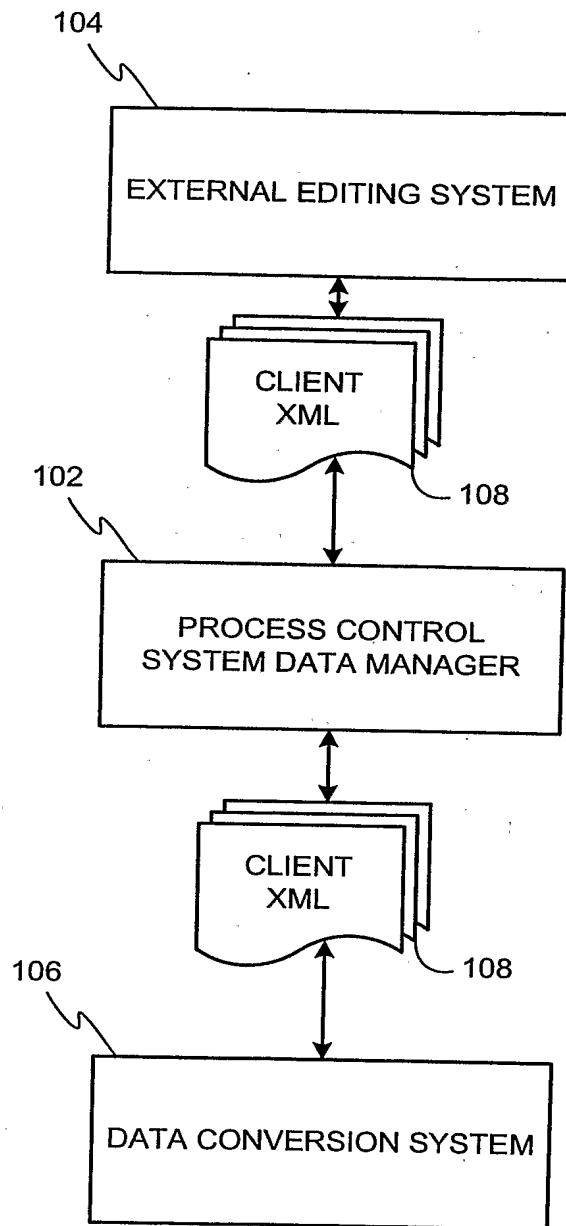 104
EXTERNAL EDITING SYSTEM
CLIENT
XML
108
102
PROCESS CONTROL
SYSTEM DATA MANAGER
CLIENT
XML
108
106
DATA CONVERSION SYSTEM